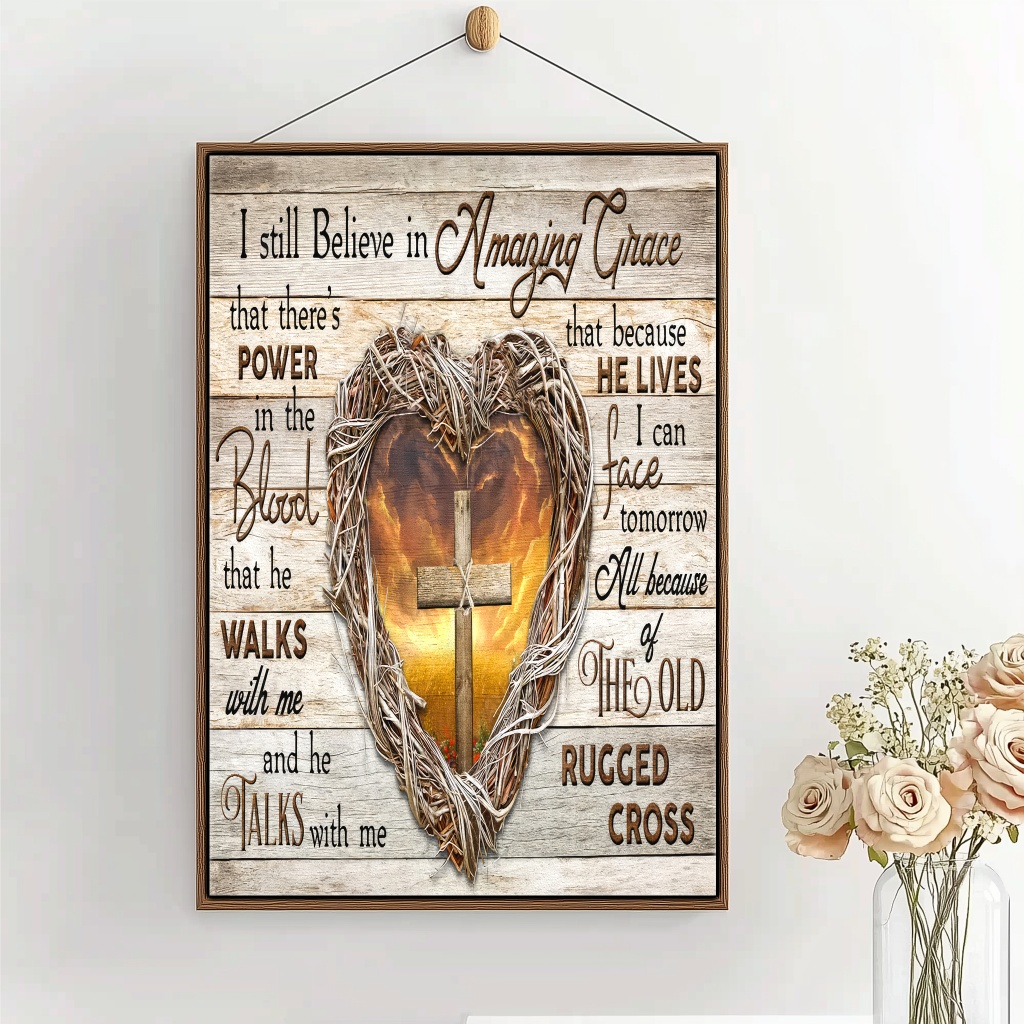 I still Believe in Amazing Grace
that there's
POWER
in the
Blood
that he
WALKS
with me
and he
TALKS with me
that because
HE LIVES
I can
face
tomorrow
All because
of
THE OLD
RUGGED
CROSS